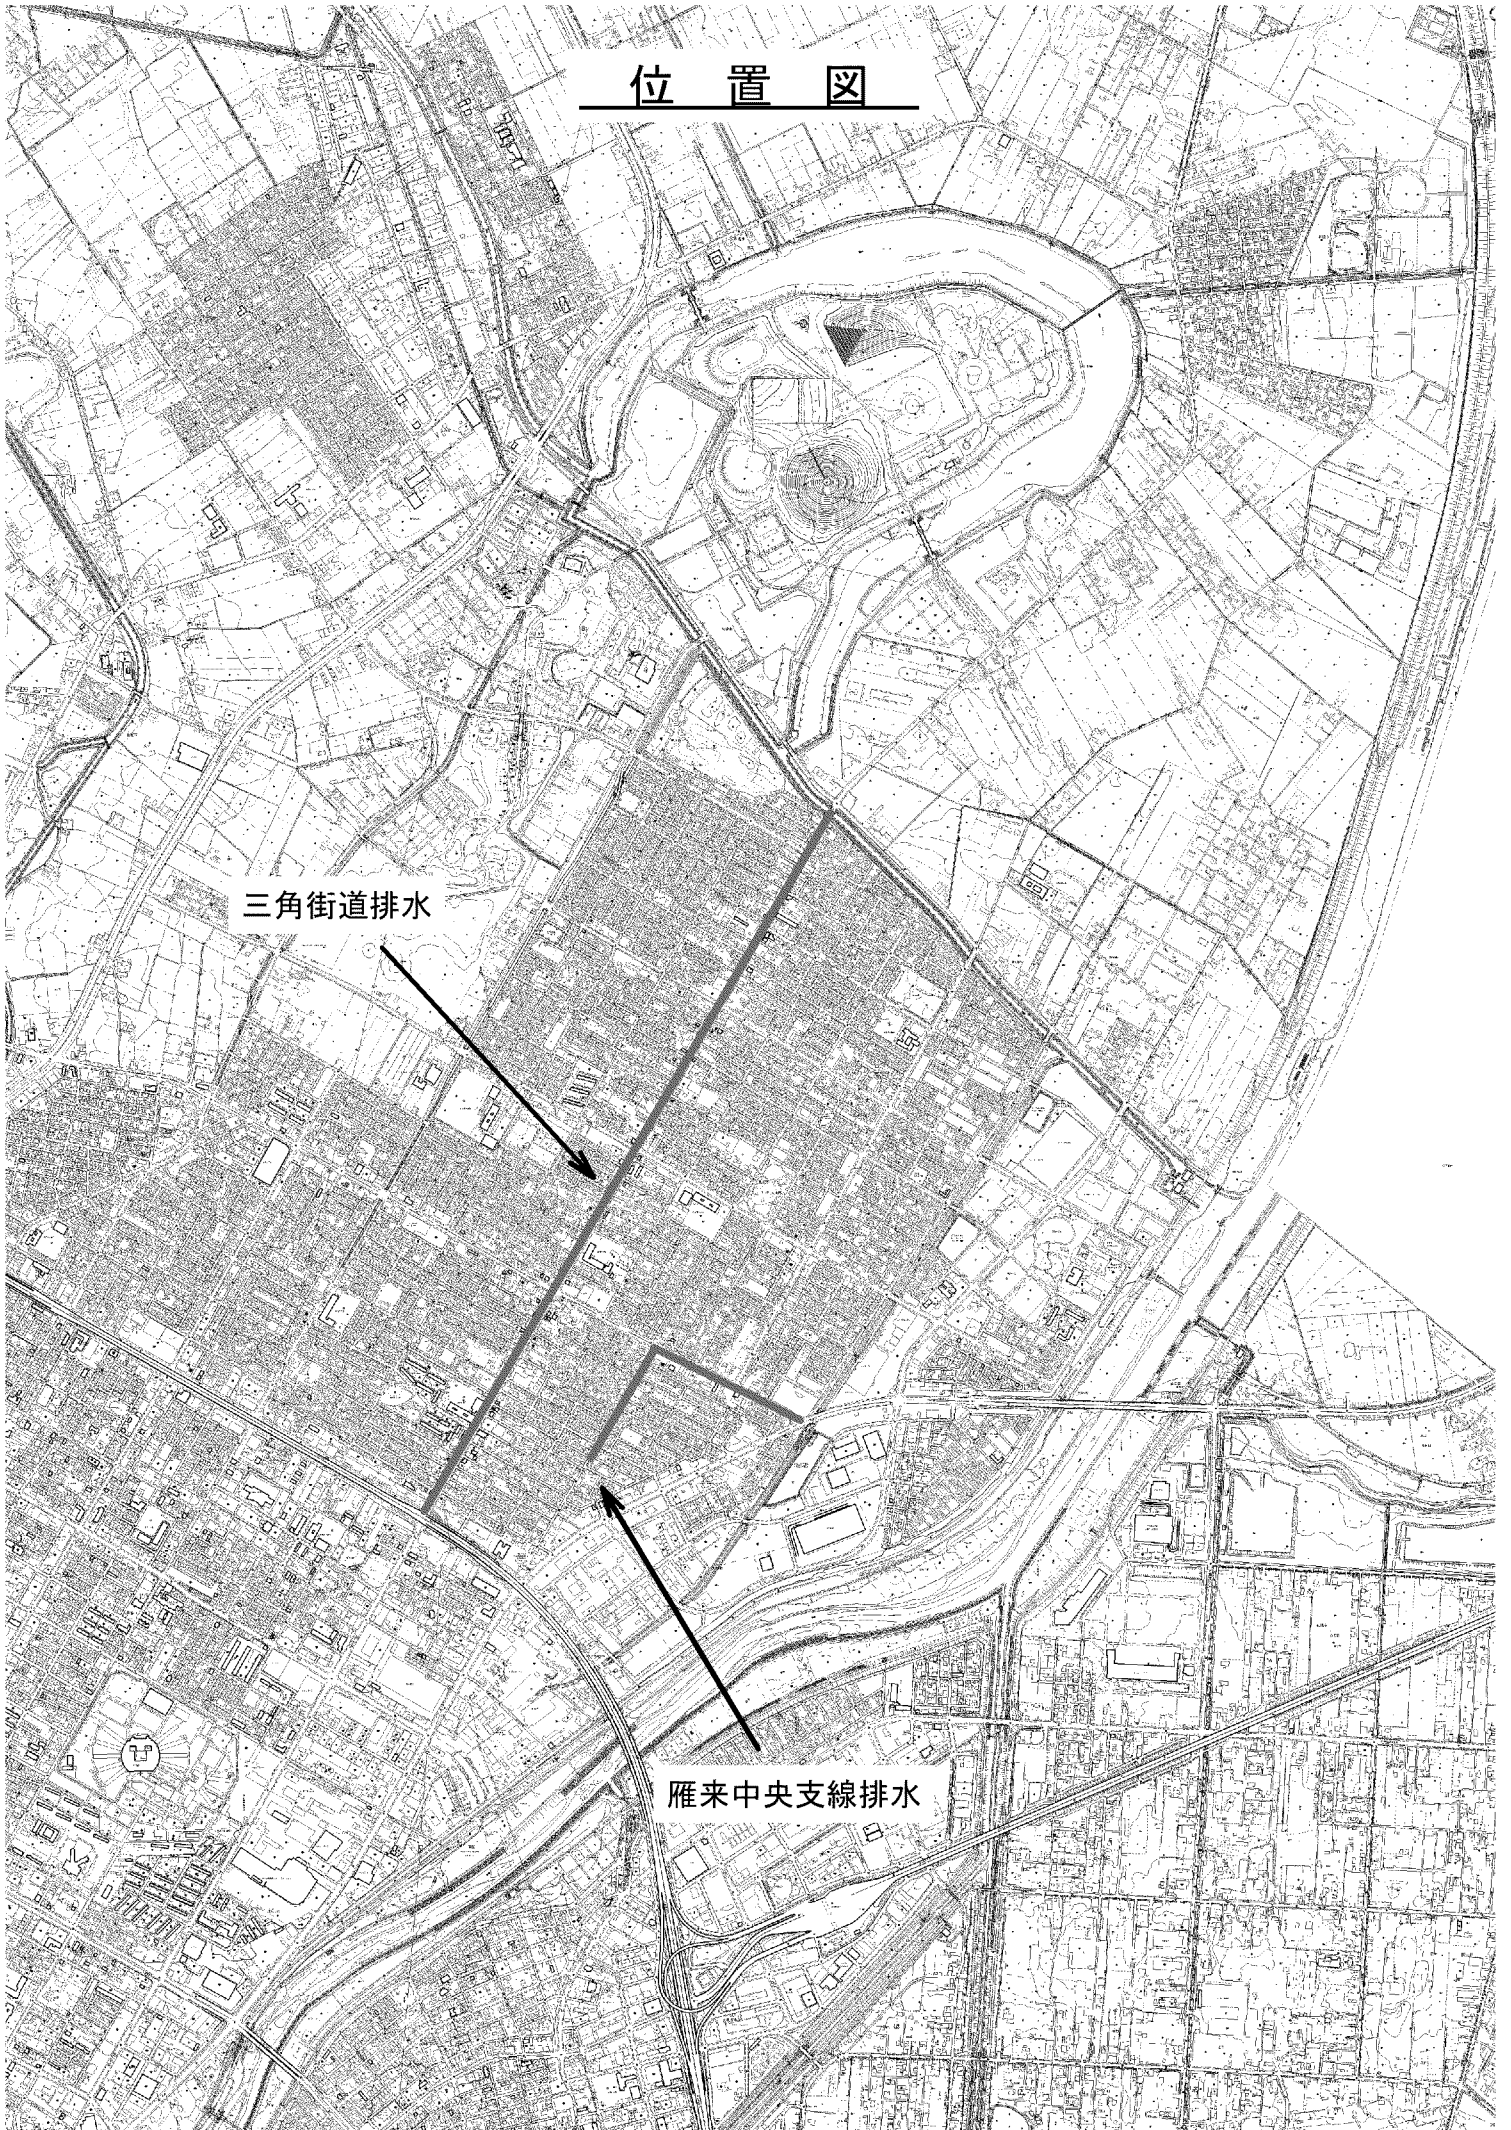 位置図
三角街道排水
雁来中央支線排水